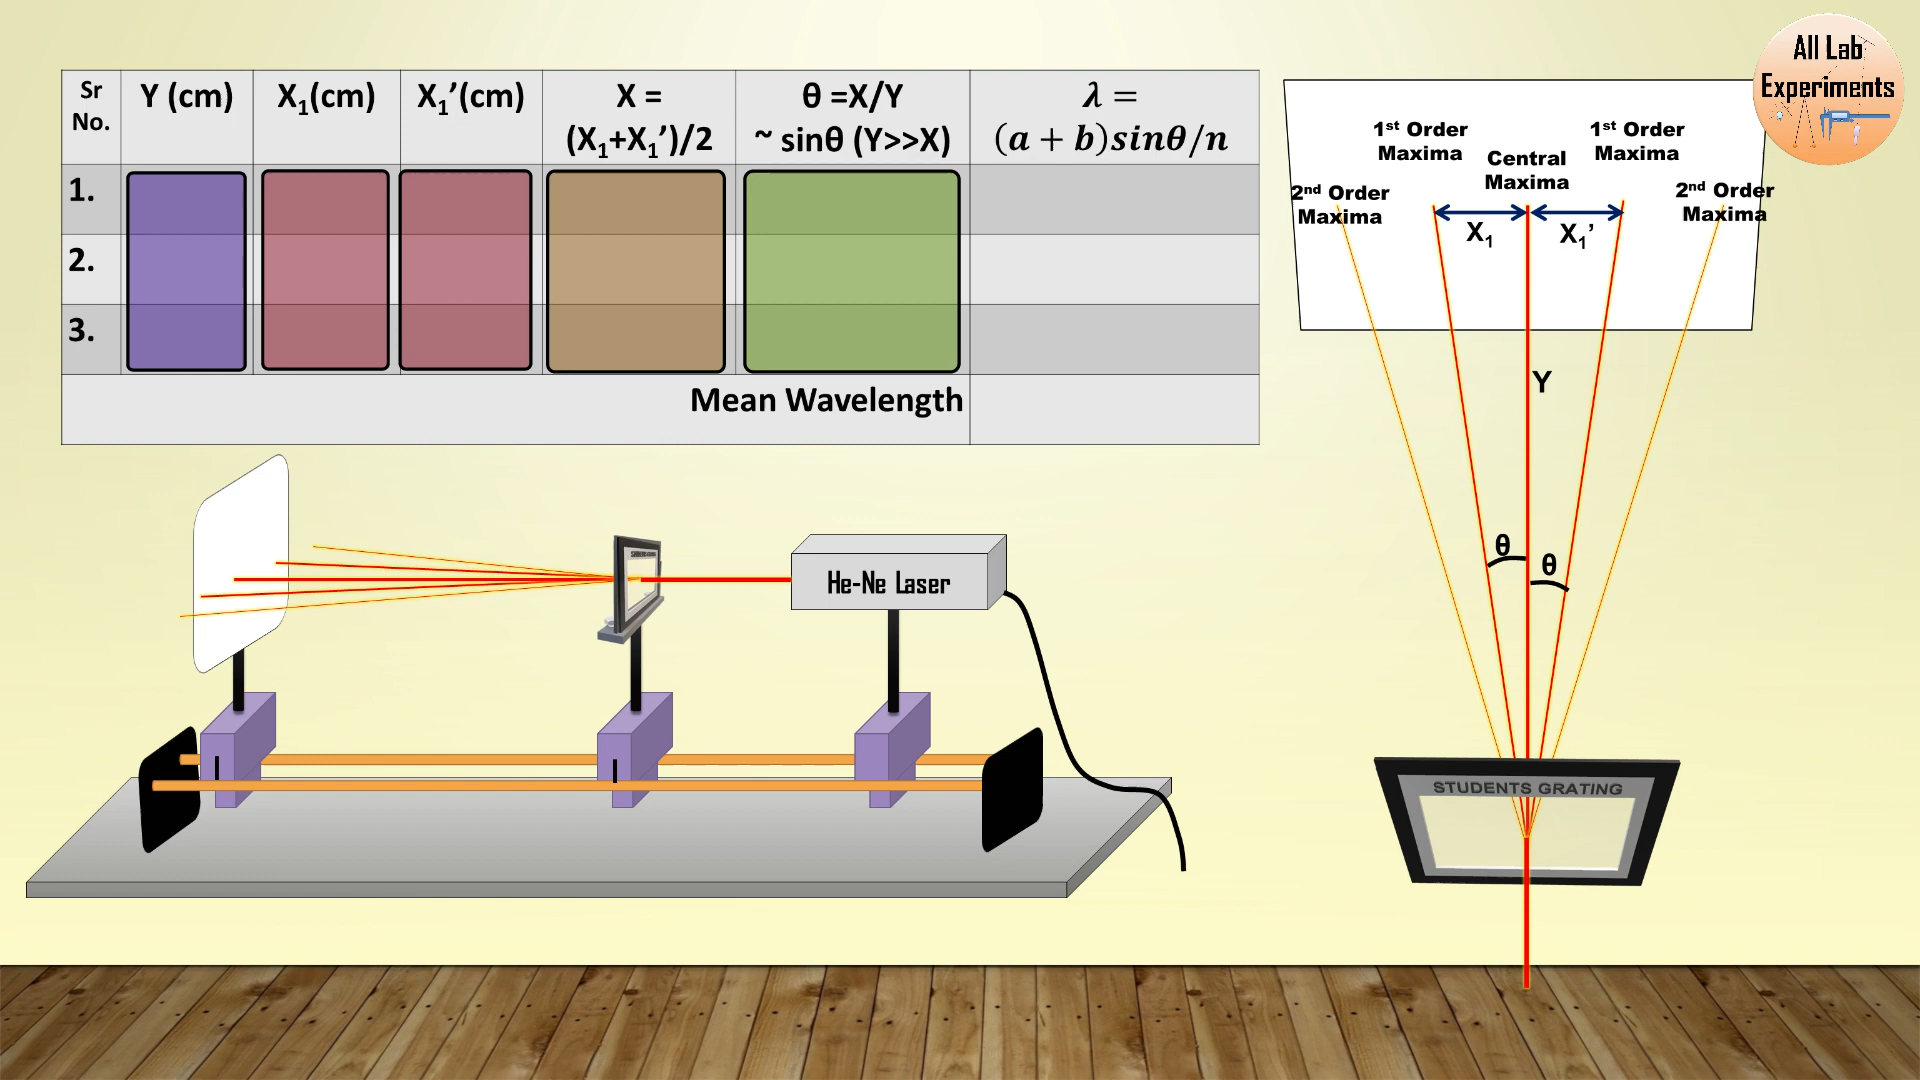 Sr No.
Y (cm)
X₁(cm)
X₁’(cm)
X =
(X₁+X₁’)/2
θ =X/Y
~ sinθ (Y>>X)
λ =
(a + b)sinθ/n
1.
2.
3.
Mean Wavelength
He-Ne Laser
All Lab
Experiments
1st Order
Maxima
Central
Maxima
1st Order
Maxima
2nd Order
Maxima
2nd Order
Maxima
X₁
X₁’
Y
θ
θ
STUDENTS GRATING